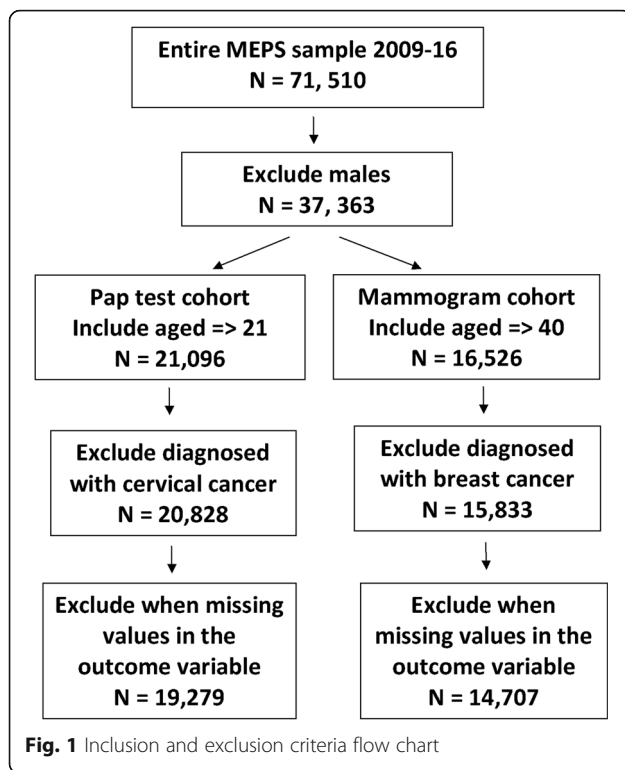 Entire MEPS sample 2009-16
N = 71, 510
Exclude males
N = 37, 363
Pap test cohort
Include aged => 21
N = 21,096
Mammogram cohort
Include aged => 40
N = 16,526
Exclude diagnosed
with cervical cancer
N = 20,828
Exclude diagnosed
with breast cancer
N = 15,833
Exclude when missing
values in the
outcome variable
N = 19,279
Exclude when
missing values in the
outcome variable
N = 14,707
Fig. 1 Inclusion and exclusion criteria flow chart